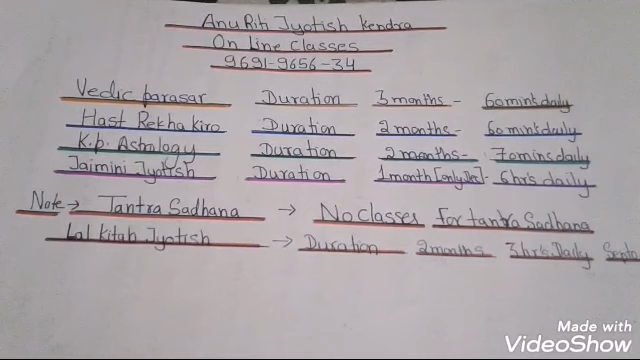 Anu Riti Jyotish Kendra
On Line Classes
9691-9656-34
Vedic parasar Duration 3 months - 60 mints daily
Hast Rekha kiro Duration 2 months - 60 mints daily
K.p. Astrology Duration 2 months - 70 mins daily
Jaimini Jyotish Duration 1 month [only Dec] - 6 hrs daily
Note → Tantra Sadhana → No classes For tantra Sadhana
Lal Kitab Jyotish → Duration 2 months 3 hrs Daily
Made with
VideoShow